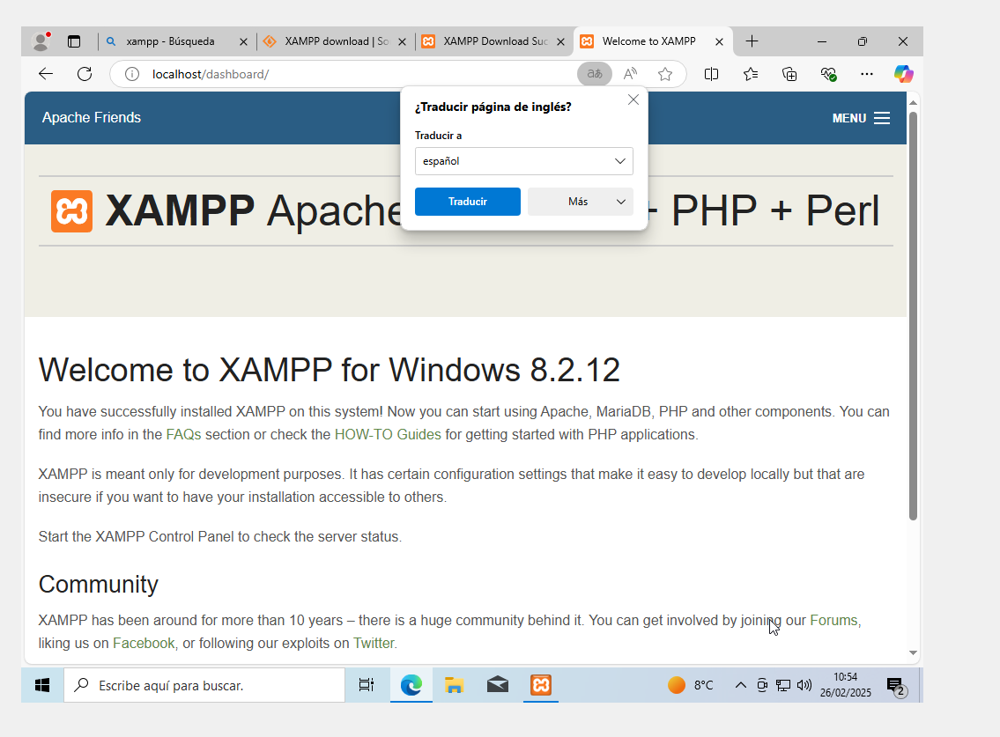 xampp - Búsqueda
XAMPP download | So
XAMPP Download Suc
Welcome to XAMPP
localhost/dashboard/
¿Traducir página de inglés?
Traducir a
español
Traducir
Más
Apache Friends
MENU
XAMPP Apache + PHP + Perl
Welcome to XAMPP for Windows 8.2.12
You have successfully installed XAMPP on this system! Now you can start using Apache, MariaDB, PHP and other components. You can
find more info in the FAQs section or check the HOW-TO Guides for getting started with PHP applications.
XAMPP is meant only for development purposes. It has certain configuration settings that make it easy to develop locally but that are
insecure if you want to have your installation accessible to others.
Start the XAMPP Control Panel to check the server status.
Community
XAMPP has been around for more than 10 years – there is a huge community behind it. You can get involved by joining our Forums,
liking us on Facebook, or following our exploits on Twitter.
Escribe aquí para buscar.
8°C
10:54
26/02/2025
2